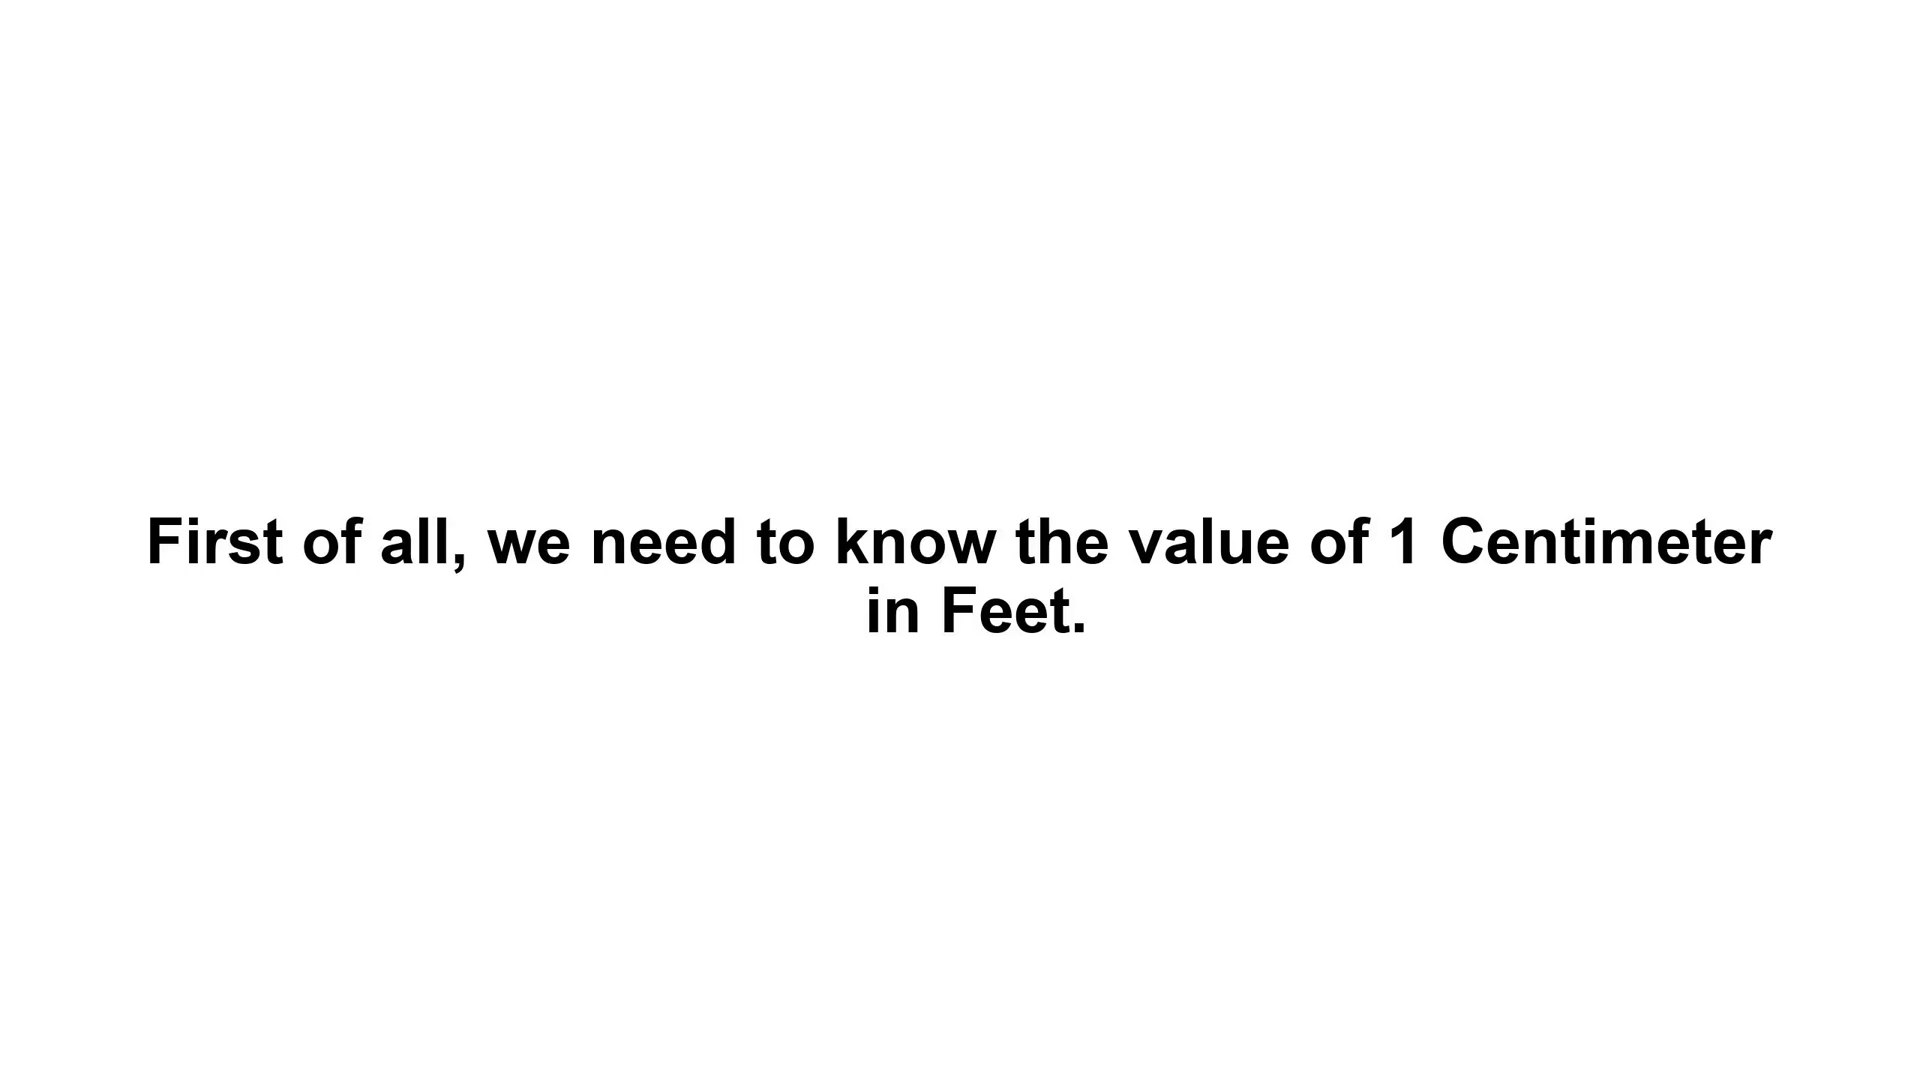 First of all, we need to know the value of 1 Centimeter
in Feet.